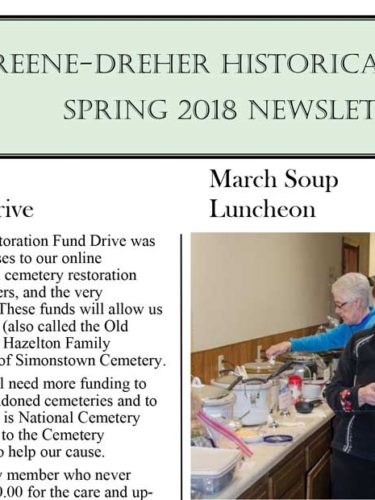 REENE-DREHER HISTORICA
SPRING 2018 NEWSLET
rive
toration Fund Drive was
ses to our online
cemetery restoration
ers, and the very
These funds will allow us
(also called the Old
Hazelton Family
of Simonstown Cemetery.
l need more funding to
ndoned cemeteries and to
is National Cemetery
to the Cemetery
o help our cause.
y member who never
0.00 for the care and up-
March Soup
Luncheon